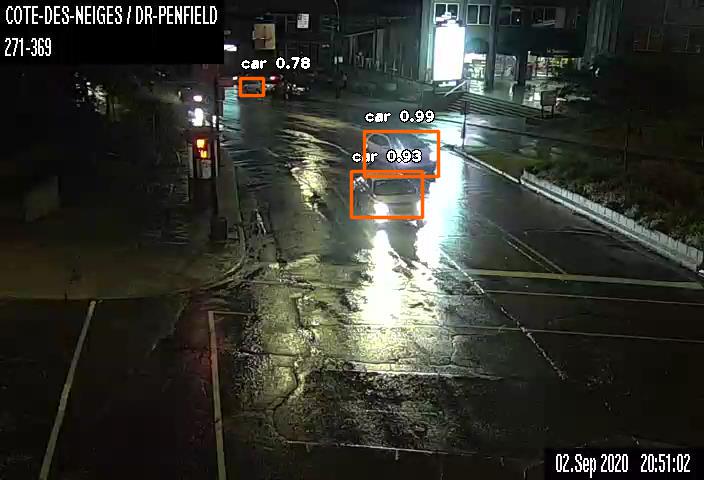 COTE-DES-NEIGES / DR-PENFIELD
271-369
car 0.78
car 0.99
car 0.93
02.Sep 2020 20:51:02